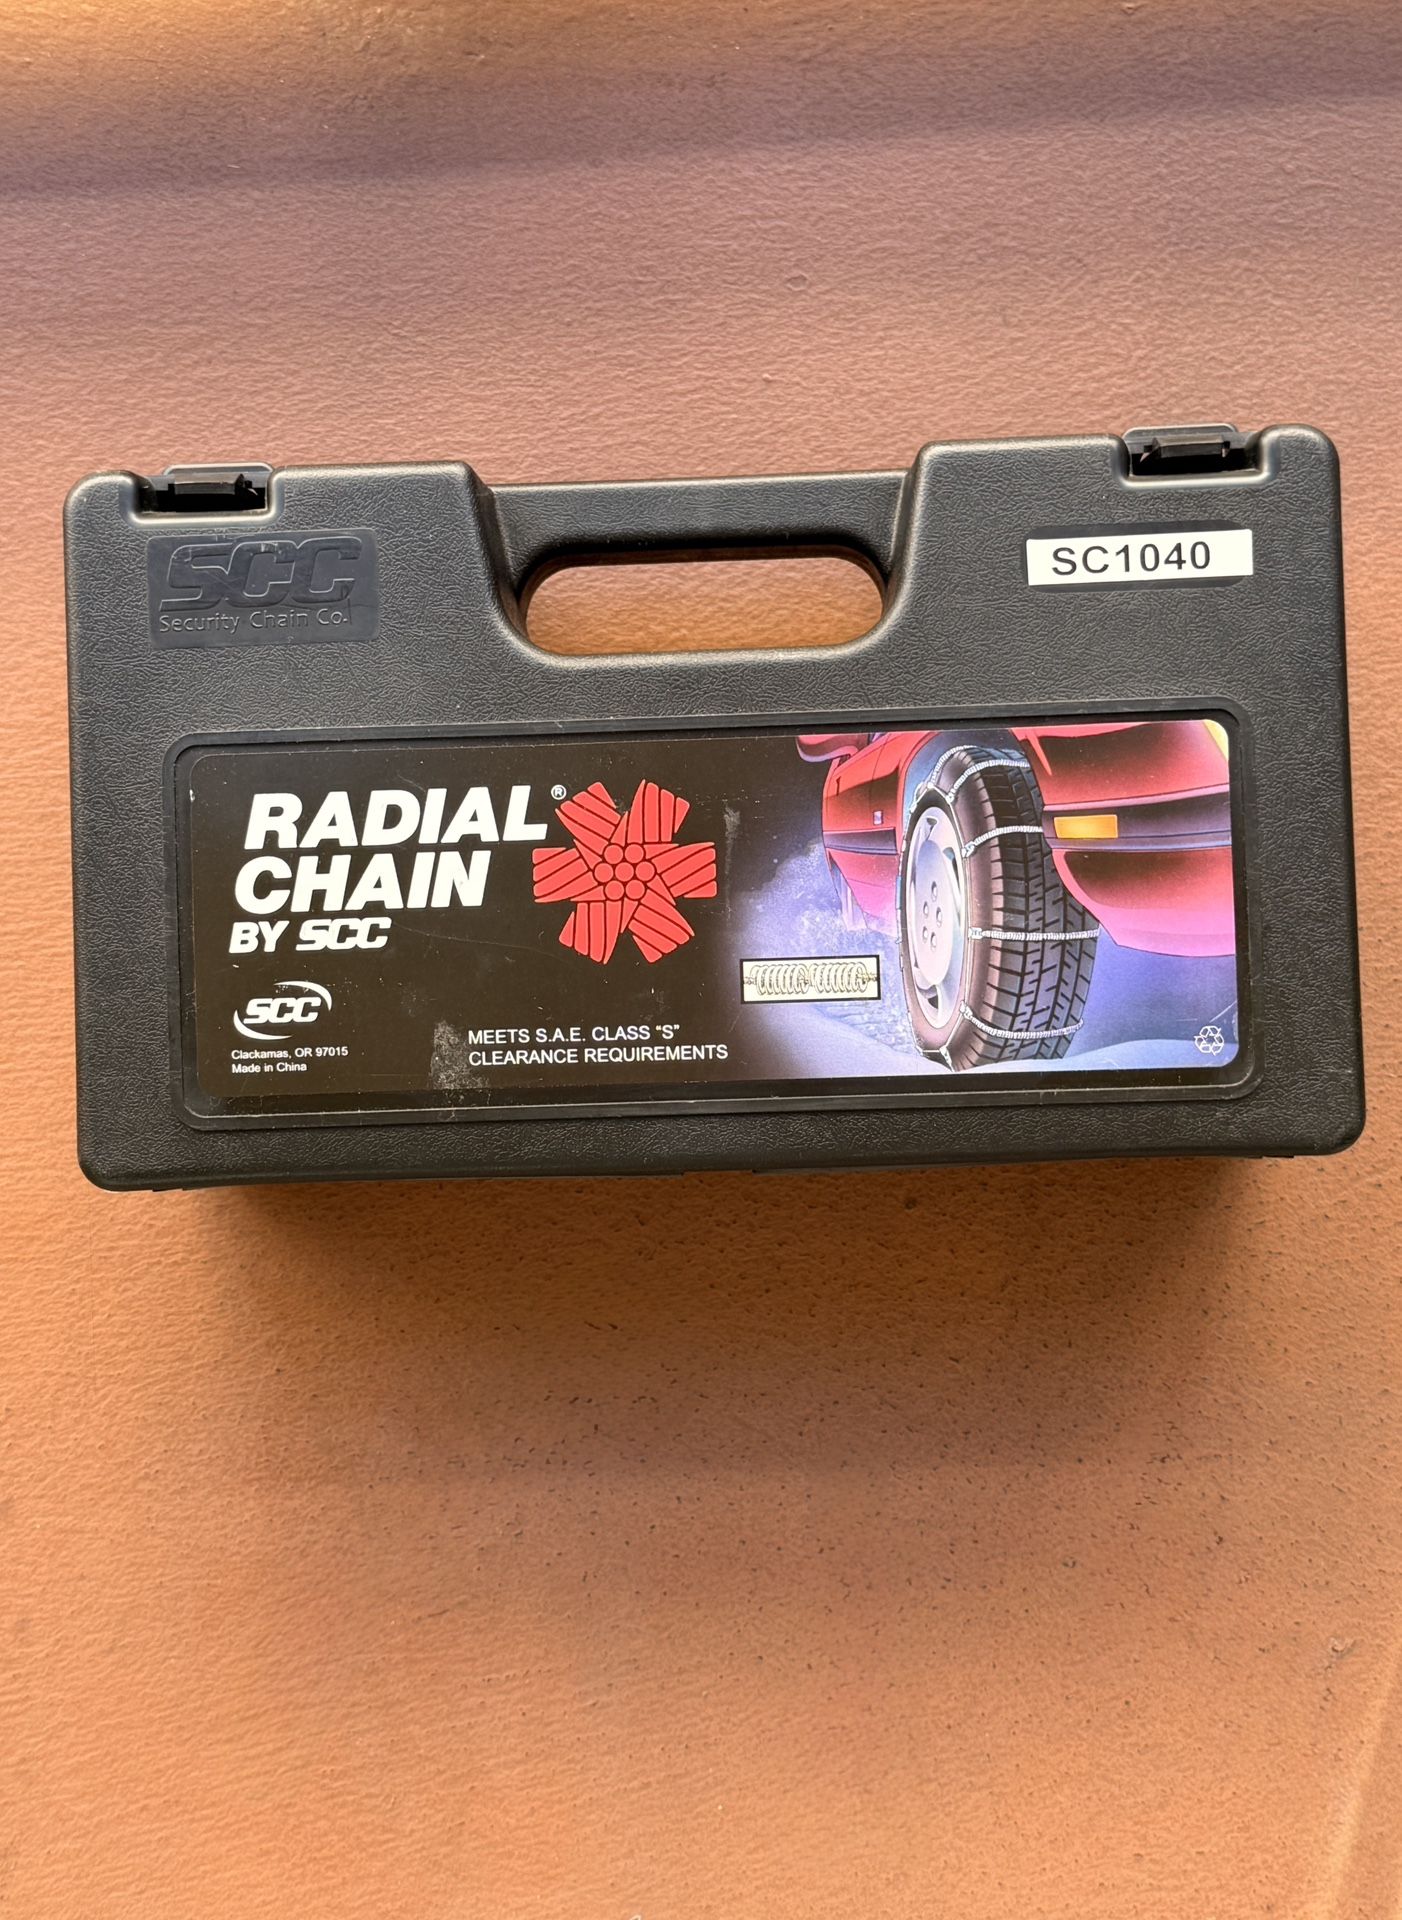 SCC
Security Chain Co.
SC1040
RADIAL®
CHAIN
BY SCC
SCC
Clackamas, OR 97015
Made in China
MEETS S.A.E. CLASS “S”
CLEARANCE REQUIREMENTS